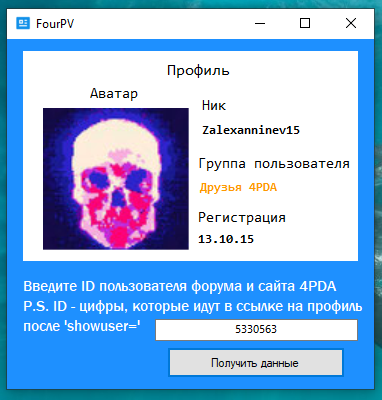 FourPV
Профиль
Аватар
Ник
Zalexanninev15
Группа пользователя
Друзья 4PDA
Регистрация
13.10.15
Введите ID пользователя форума и сайта 4PDA
P.S. ID - цифры, которые идут в ссылке на профиль
после 'showuser='
5330563
Получить данные